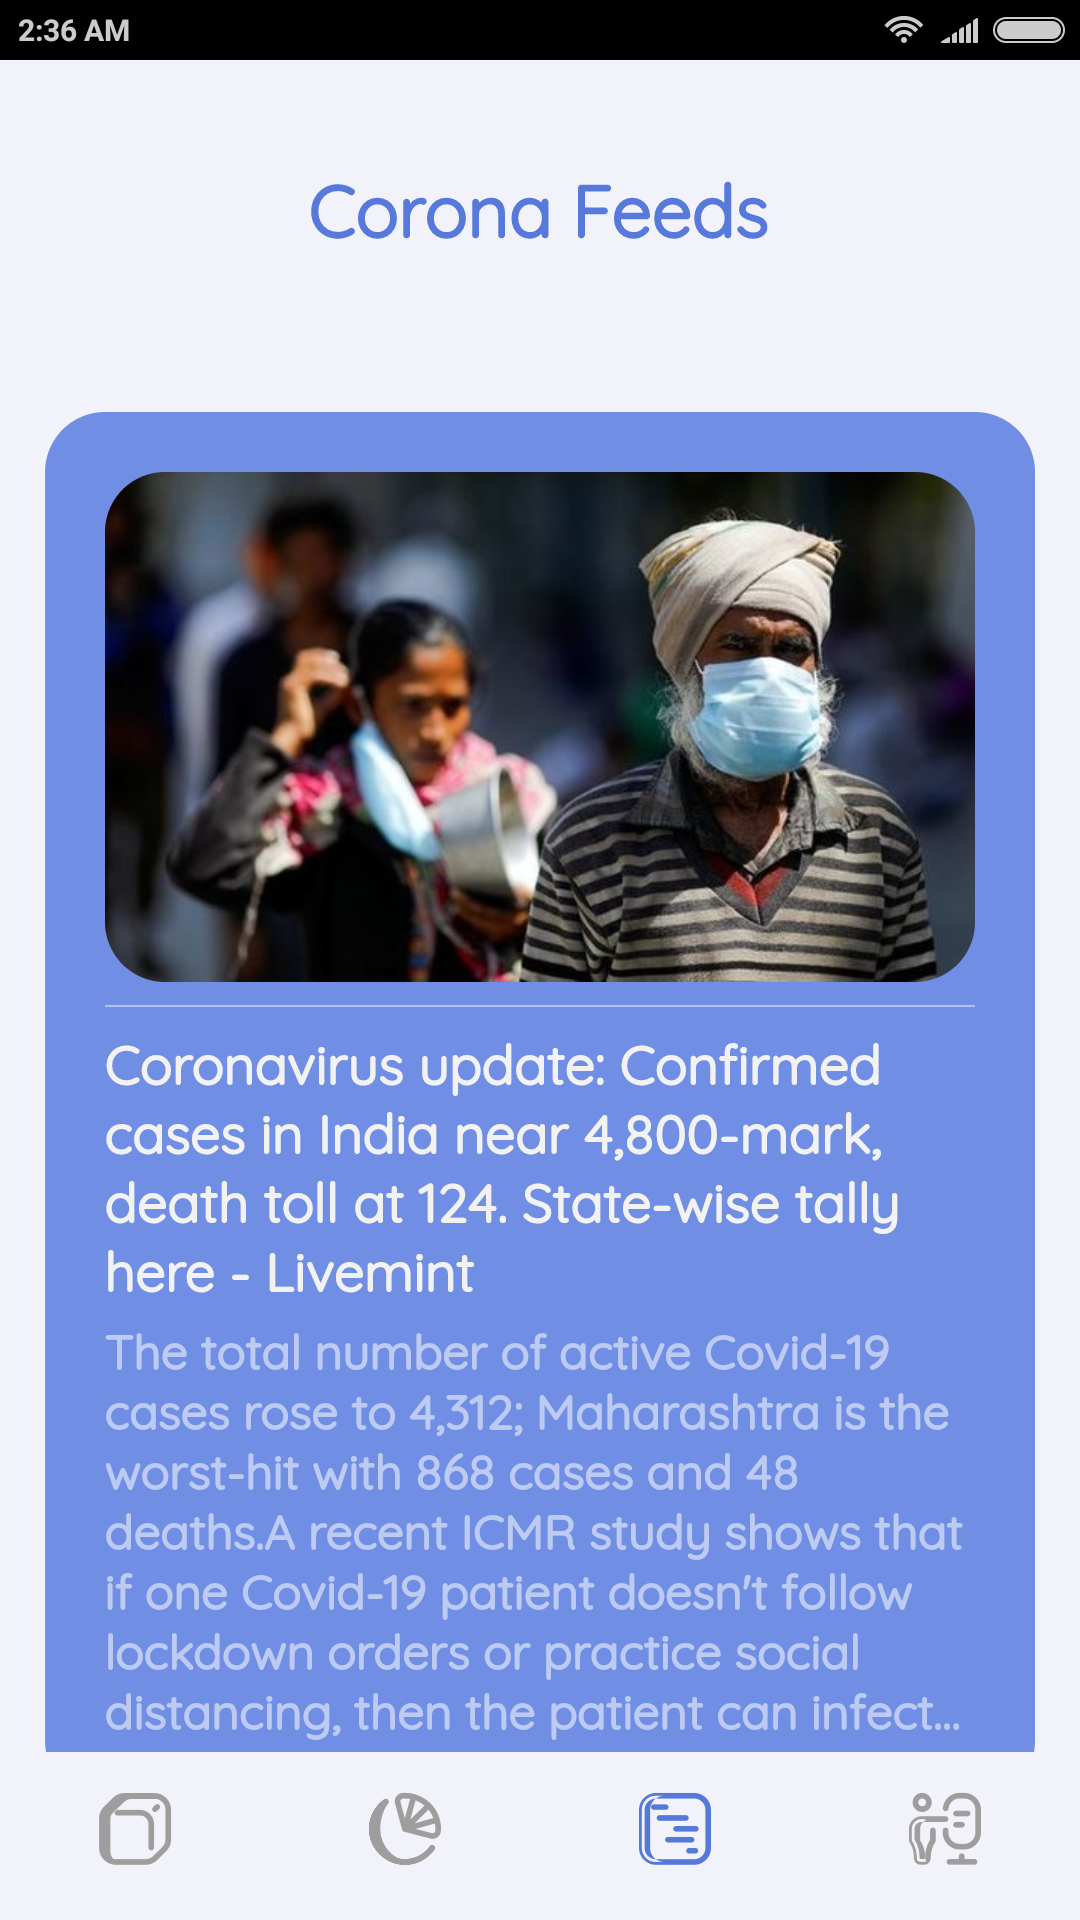 2:36 AM
Corona Feeds
Coronavirus update: Confirmed
cases in India near 4,800-mark,
death toll at 124. State-wise tally
here - Livemint
The total number of active Covid-19
cases rose to 4,312; Maharashtra is the
worst-hit with 868 cases and 48
deaths.A recent ICMR study shows that
if one Covid-19 patient doesn't follow
lockdown orders or practice social
distancing, then the patient can infect...